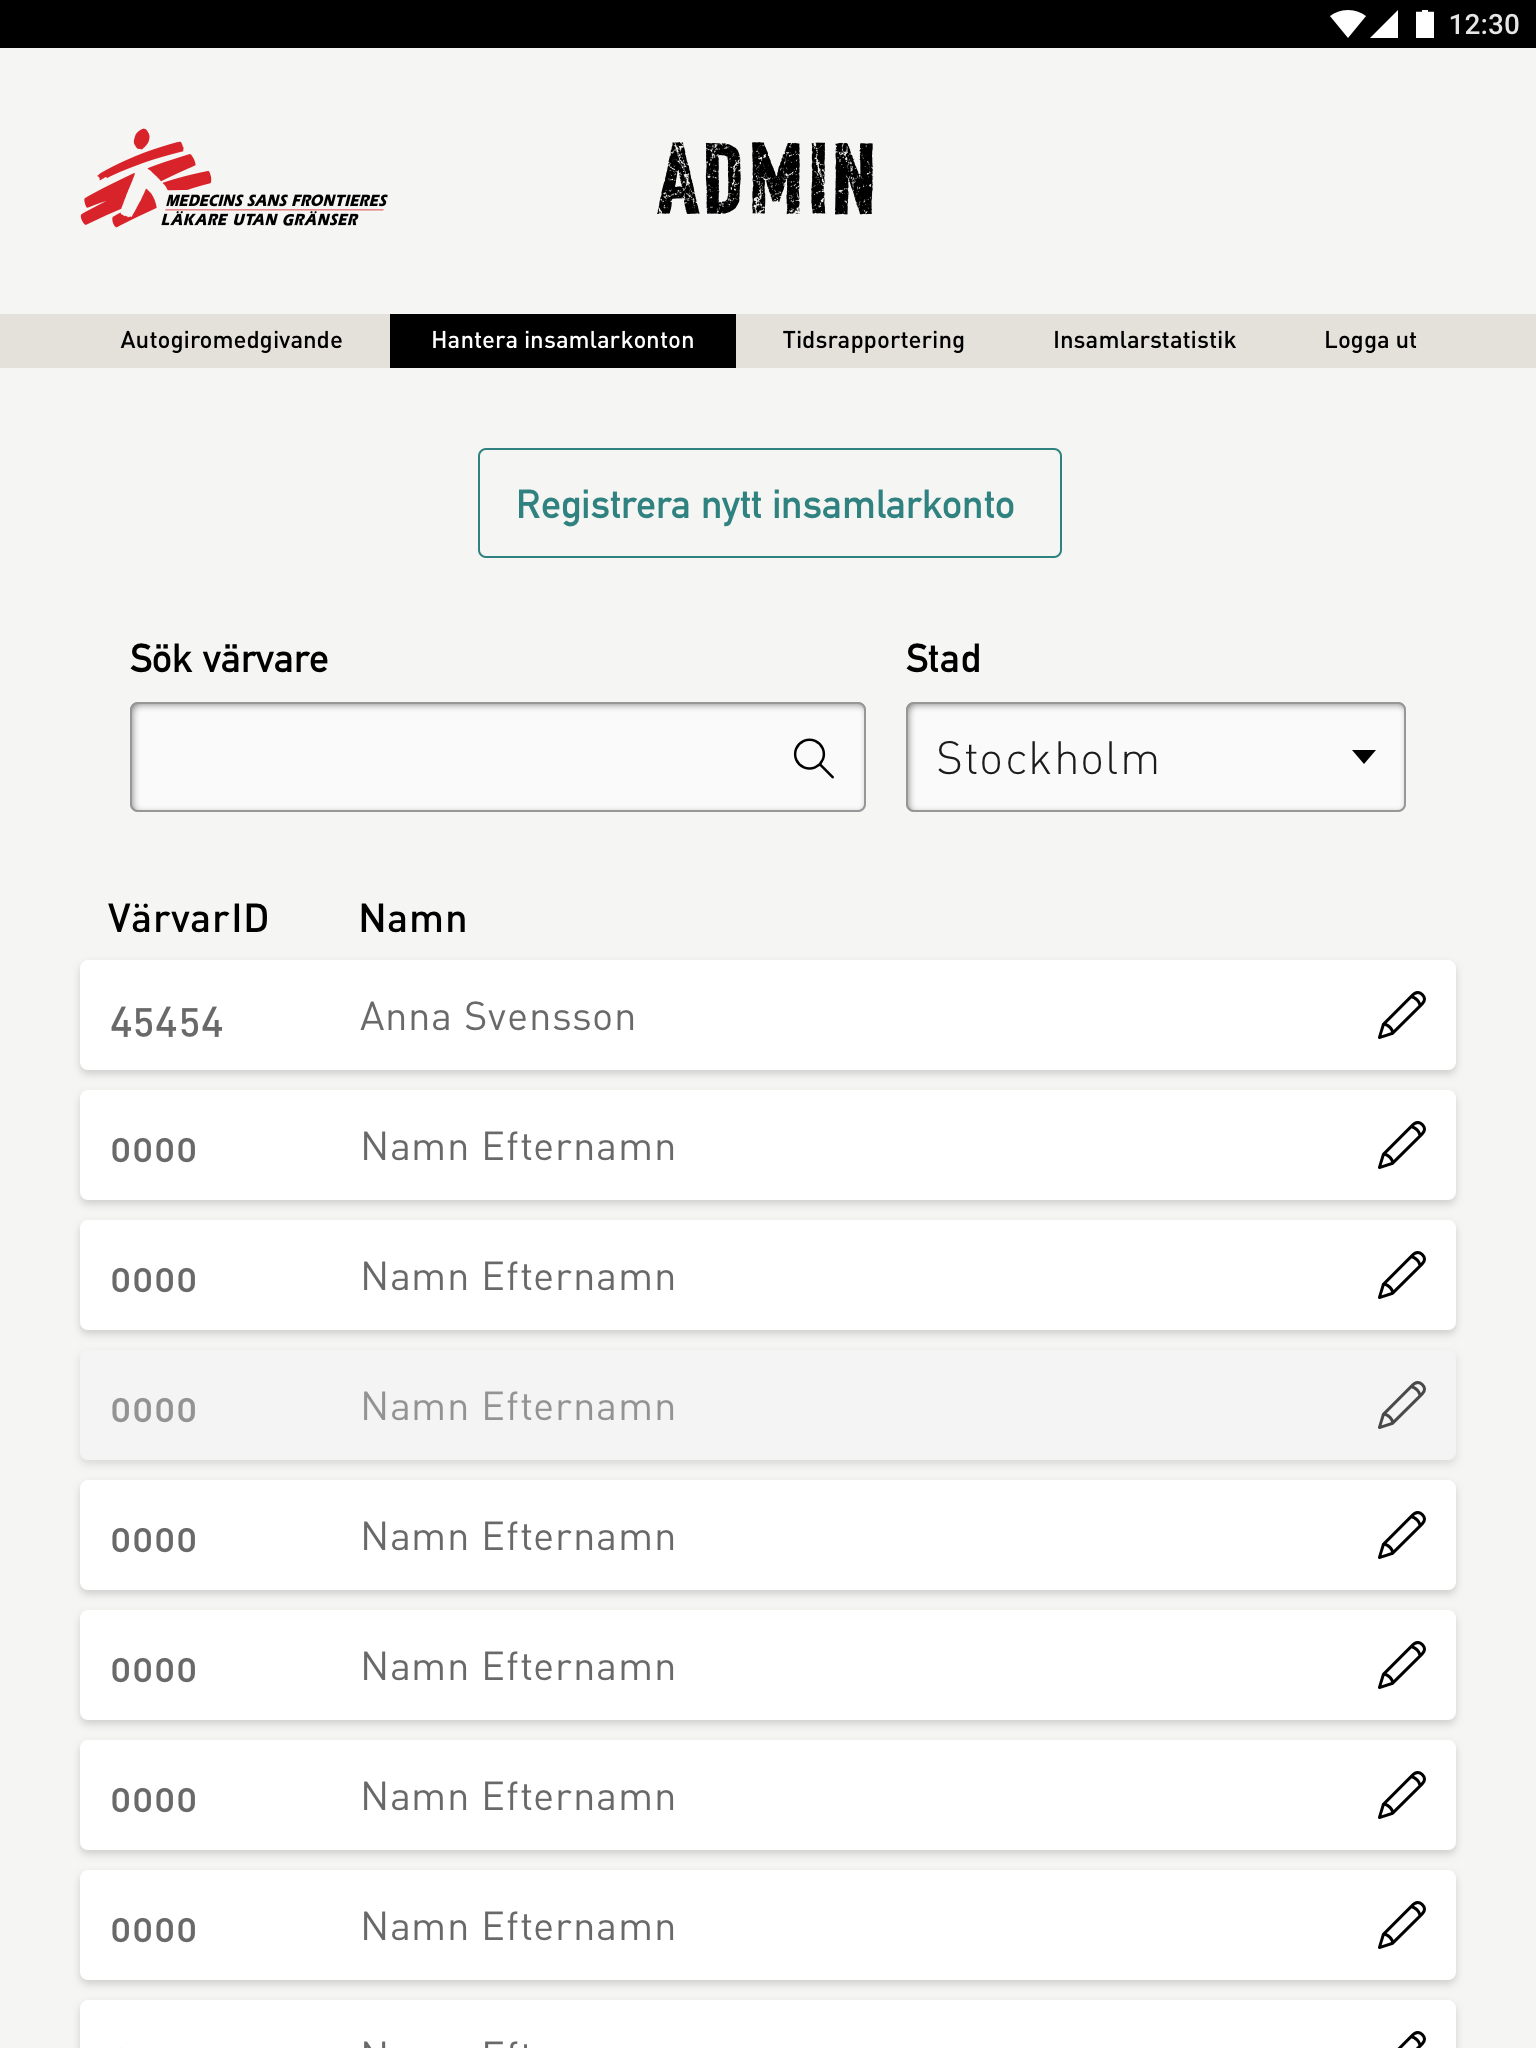 12:30
MEDECINS SANS FRONTIERES
LÄKARE UTAN GRÄNSER
ADMIN
Autogiromedgivande Hantera insamlarkonton Tidsrapportering Insamlarstatistik Logga ut
Registrera nytt insamlarkonto
Sök värvare Stad
Stockholm
VärvarID Namn
45454 Anna Svensson
0000 Namn Efternamn
0000 Namn Efternamn
0000 Namn Efternamn
0000 Namn Efternamn
0000 Namn Efternamn
0000 Namn Efternamn
0000 Namn Efternamn